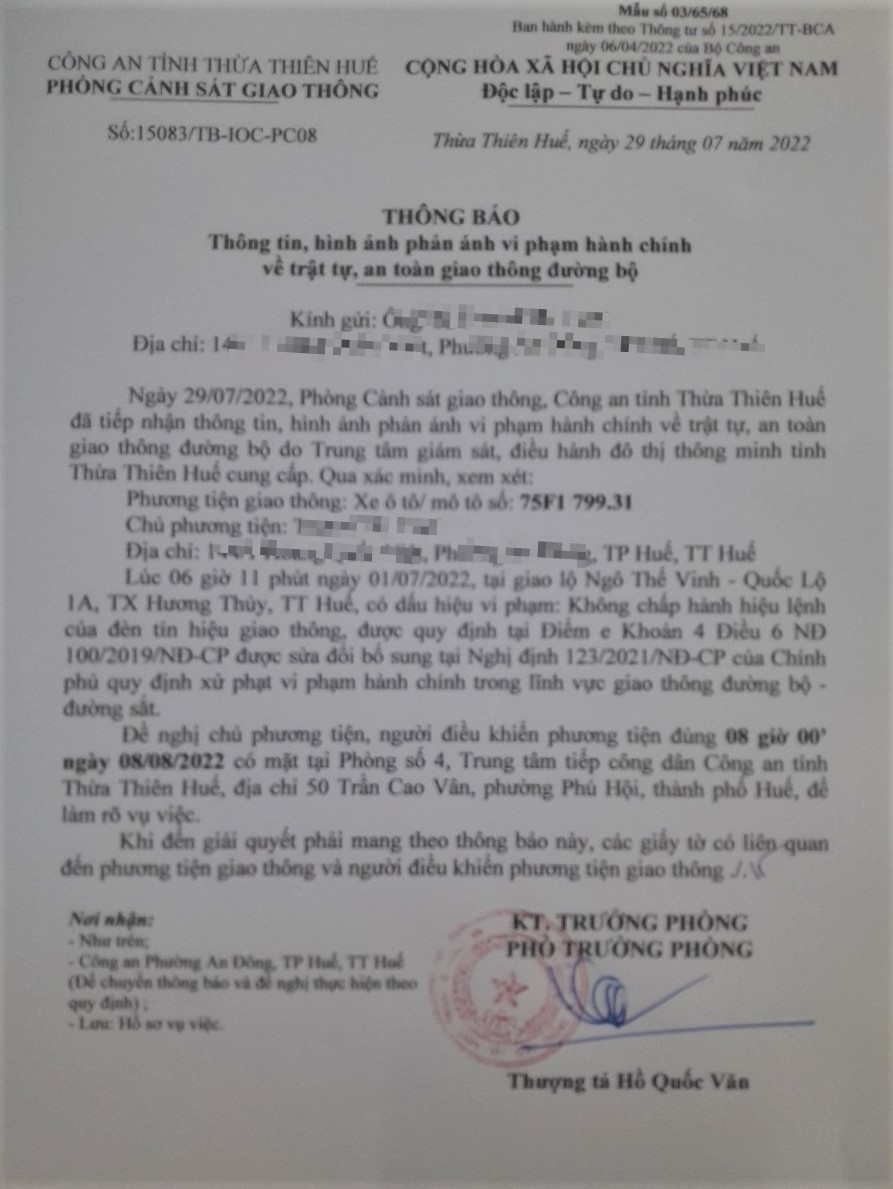 Mẫu số 03/65/68
Ban hành kèm theo Thông tư số 15/2022/TT-BCA
ngày 06/04/2022 của Bộ Công an
CÔNG AN TỈNH THỪA THIÊN HUẾ
PHÒNG CẢNH SÁT GIAO THÔNG
CỘNG HÒA XÃ HỘI CHỦ NGHĨA VIỆT NAM
Độc lập – Tự do – Hạnh phúc
Số:15083/TB-IOC-PC08
Thừa Thiên Huế, ngày 29 tháng 07 năm 2022
THÔNG BÁO
Thông tin, hình ảnh phản ánh vi phạm hành chính
về trật tự, an toàn giao thông đường bộ
Kính gửi:
Địa chỉ:
Ngày 29/07/2022, Phòng Cảnh sát giao thông, Công an tỉnh Thừa Thiên Huế
đã tiếp nhận thông tin, hình ảnh phản ánh vi phạm hành chính về trật tự, an toàn
giao thông đường bộ do Trung tâm giám sát, điều hành đô thị thông minh tỉnh
Thừa Thiên Huế cung cấp. Qua xác minh, xem xét:
Phương tiện giao thông: Xe ô tô/ mô tô số: 75F1 799.31
Chủ phương tiện:
Địa chỉ: TP Huế, TT Huế
Lúc 06 giờ 11 phút ngày 01/07/2022, tại giao lộ Ngô Thế Vinh - Quốc Lộ
1A, TX Hương Thủy, TT Huế, có dấu hiệu vi phạm: Không chấp hành hiệu lệnh
của đèn tín hiệu giao thông, được quy định tại Điểm e Khoản 4 Điều 6 NĐ
100/2019/NĐ-CP được sửa đổi bổ sung tại Nghị định 123/2021/NĐ-CP của Chính
phủ quy định xử phạt vi phạm hành chính trong lĩnh vực giao thông đường bộ -
đường sắt.
Đề nghị chủ phương tiện, người điều khiển phương tiện đúng 08 giờ 00'
ngày 08/08/2022 có mặt tại Phòng số 4, Trung tâm tiếp công dân Công an tỉnh
Thừa Thiên Huế, địa chỉ 50 Trần Cao Vân, phường Phú Hội, thành phố Huế, để
làm rõ vụ việc.
Khi đến giải quyết phải mang theo thông báo này, các giấy tờ có liên quan
đến phương tiện giao thông và người điều khiển phương tiện giao thông ./.
Nơi nhận:
- Như trên;
- Công an Phường An Đông, TP Huế, TT Huế
(Để chuyển thông báo và đề nghị thực hiện theo
quy định) ;
- Lưu: Hồ sơ vụ việc.
KT. TRƯỞNG PHÒNG
PHÓ TRƯỞNG PHÒNG
Thượng tá Hồ Quốc Văn